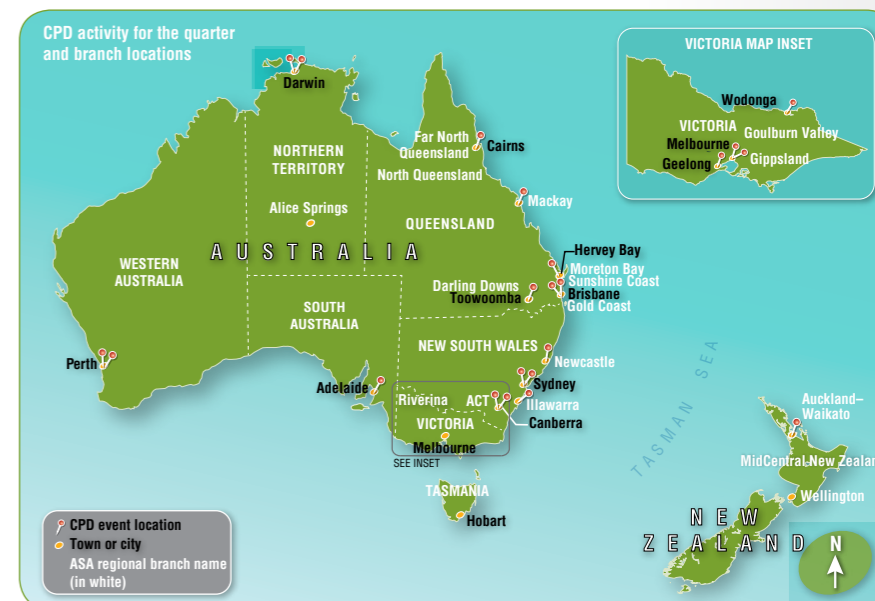 CPD activity for the quarter
and branch locations
Darwin
Far North
Queensland
Cairns
NORTHERN
TERRITORY
North Queensland
Mackay
Alice Springs
QUEENSLAND
A U S T R A L I A
WESTERN
AUSTRALIA
Hervey Bay
Moreton Bay
Sunshine Coast
Darling Downs
Toowoomba
Brisbane
Gold Coast
SOUTH
AUSTRALIA
NEW SOUTH WALES
Newcastle
Perth
Adelaide
Sydney
Riverina
ACT
Illawarra
Canberra
VICTORIA
Melbourne
SEE INSET
TASMANIA
Hobart
TASMAN SEA
VICTORIA MAP INSET
Wodonga
VICTORIA
Goulburn Valley
Melbourne
Geelong
Gippsland
Auckland–
Waikato
MidCentral New Zealan
Wellington
N E W
Z E A L A N D
N
CPD event location
Town or city
ASA regional branch name
(in white)